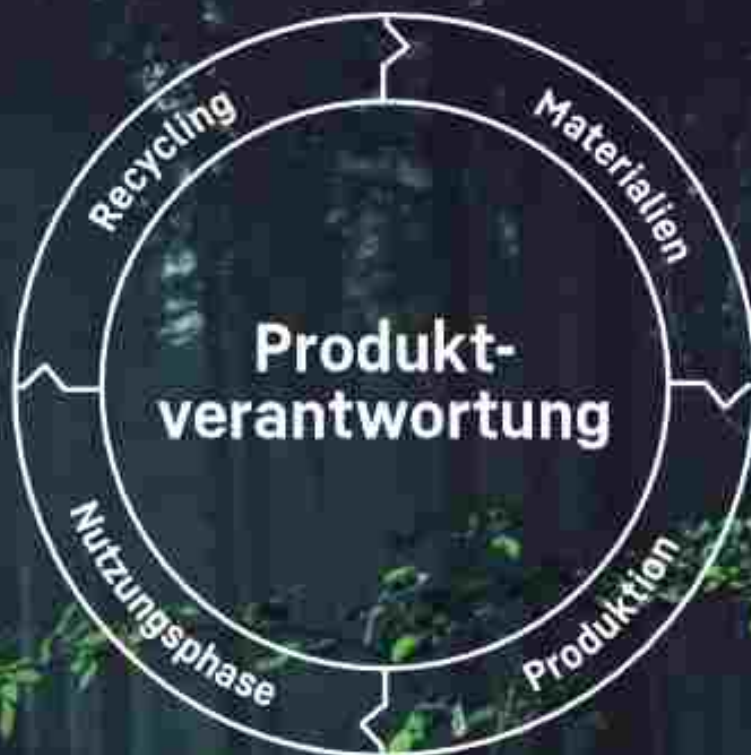 Produkt-
verantwortung
Materialien
Produktion
Nutzungsphase
Recycling